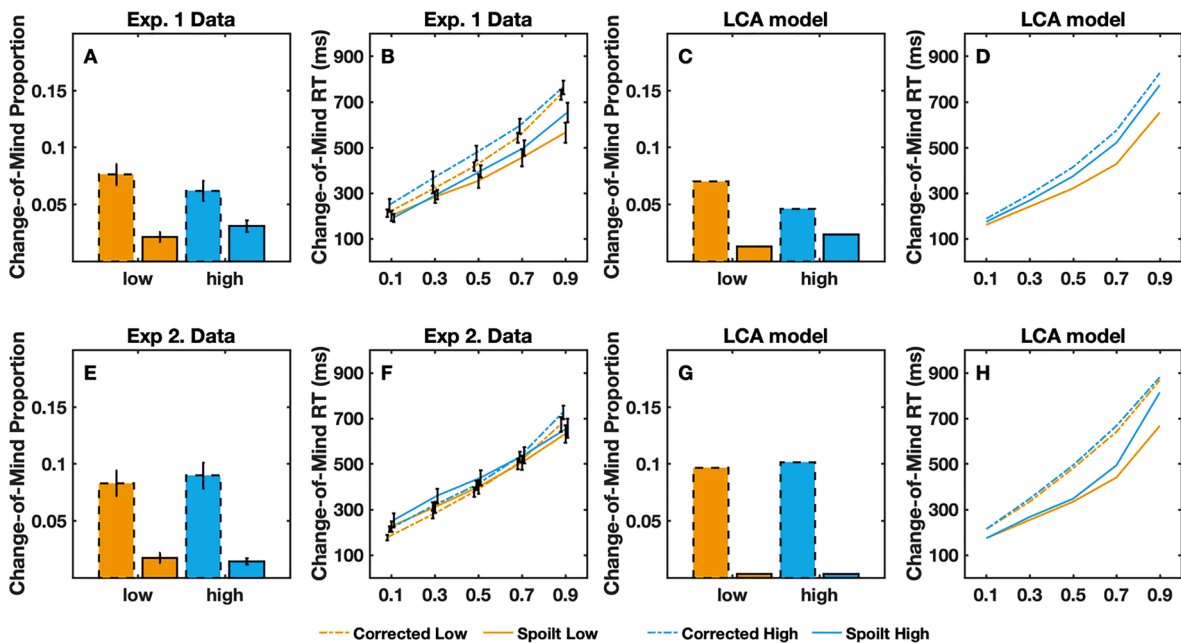 Exp. 1 Data
Exp. 1 Data
LCA model
LCA model
A
B
C
D
Change-of-Mind Proportion
0.15
0.1
0.05
low
high
Change-of-Mind RT (ms)
900
700
500
300
100
0.1 0.3 0.5 0.7 0.9
Change-of-Mind Proportion
0.15
0.1
0.05
low
high
Change-of-Mind RT (ms)
900
700
500
300
100
0.1 0.3 0.5 0.7 0.9
Exp 2. Data
Exp 2. Data
LCA model
LCA model
E
F
G
H
Change-of-Mind Proportion
0.15
0.1
0.05
low
high
Change-of-Mind RT (ms)
900
700
500
300
100
0.1 0.3 0.5 0.7 0.9
Change-of-Mind Proportion
0.15
0.1
0.05
low
high
Change-of-Mind RT (ms)
900
700
500
300
100
0.1 0.3 0.5 0.7 0.9
Corrected Low Spoilt Low Corrected High Spoilt High